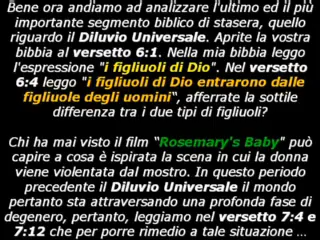 Bene ora andiamo ad analizzare l'ultimo ed il più
importante segmento biblico di stasera, quello
riguardo il Diluvio Universale. Aprite la vostra
bibbia al versetto 6:1. Nella mia bibbia leggo
l'espressione "i figliuoli di Dio". Nel versetto
6:4 leggo "i figliuoli di Dio entrarono dalle
figliuole degli uomini“, afferrate la sottile
differenza tra i due tipi di figliuoli?
Chi ha mai visto il film “Rosemary's Baby" può
capire a cosa è ispirata la scena in cui la donna
viene violentata dal mostro. In questo periodo
precedente il Diluvio Universale il mondo
pertanto sta attraversando una profonda fase di
degenero, pertanto, leggiamo nel versetto 7:4 e
7:12 che per porre rimedio a tale situazione ...